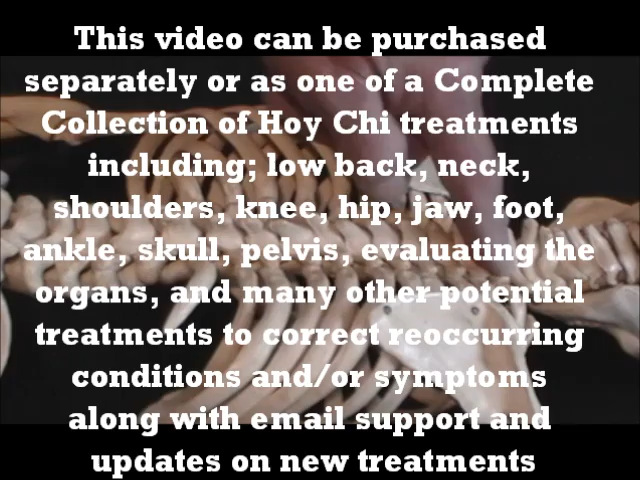 This video can be purchased
separately or as one of a Complete
Collection of Hoy Chi treatments
including; low back, neck,
shoulders, knee, hip, jaw, foot,
ankle, skull, pelvis, evaluating the
organs, and many other potential
treatments to correct reoccurring
conditions and/or symptoms
along with email support and
updates on new treatments